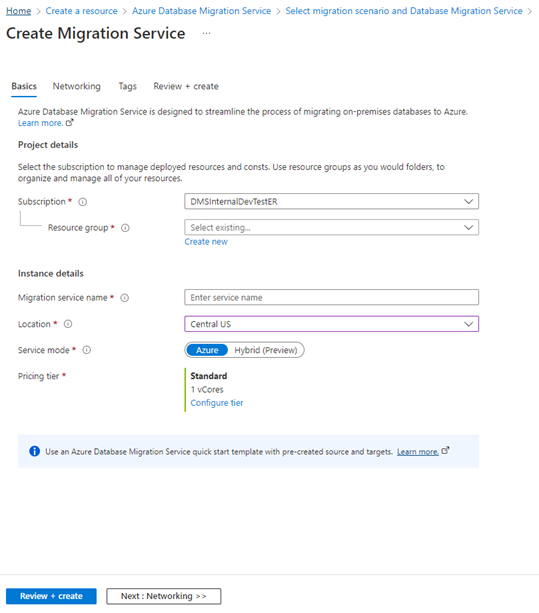 Home > Create a resource > Azure Database Migration Service > Select migration scenario and Database Migration Service >
Create Migration Service ...
Basics Networking Tags Review + create
Azure Database Migration Service is designed to streamline the process of migrating on-premises databases to Azure.
Learn more.
Project details
Select the subscription to manage deployed resources and consts. Use resource groups as you would folders, to
organize and manage all of your resources.
Subscription * DMSInternalDevTestER
Resource group * Select existing...
Create new
Instance details
Migration service name * Enter service name
Location * Central US
Service mode * Azure Hybrid (Preview)
Pricing tier * Standard
1 vCores
Configure tier
Use an Azure Database Migration Service quick start template with pre-created source and targets. Learn more.
Review + create Next : Networking >>